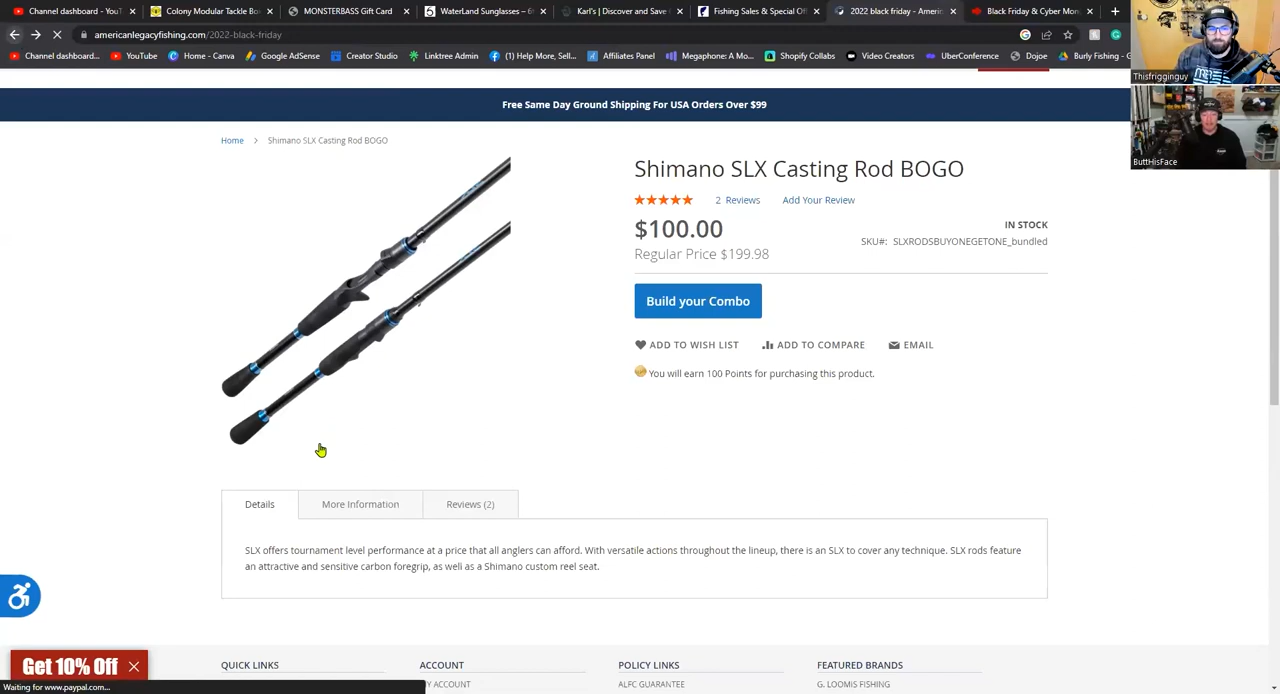 Channel dashboard - YouT
Colony Modular Tackle Bo
MONSTERBASS Gift Card
WaterLand Sunglasses – 6
Karl's | Discover and Save
Fishing Sales & Special Of
2022 black friday - Americ
Black Friday & Cyber Mon
americanlegacyfishing.com/2022-black-friday
Channel dashboard...
YouTube
Home - Canva
Google AdSense
Creator Studio
Linktree Admin
(1) Help More, Sell...
Affiliates Panel
Megaphone: A Mo...
Shopify Collabs
Video Creators
UberConference
Dojoe
Burly Fishing - G
Thisfrigginguy
ButtHisFace
Free Same Day Ground Shipping For USA Orders Over $99
Home > Shimano SLX Casting Rod BOGO
Shimano SLX Casting Rod BOGO
2 Reviews Add Your Review
$100.00
IN STOCK
Regular Price $199.98
SKU#: SLXRODSBUYONEGETONE_bundled
Build your Combo
ADD TO WISH LIST ADD TO COMPARE EMAIL
You will earn 100 Points for purchasing this product.
Details More Information Reviews (2)
SLX offers tournament level performance at a price that all anglers can afford. With versatile actions throughout the lineup, there is an SLX to cover any technique. SLX rods feature
an attractive and sensitive carbon foregrip, as well as a Shimano custom reel seat.
Get 10% Off ×
QUICK LINKS ACCOUNT POLICY LINKS FEATURED BRANDS
MY ACCOUNT ALFC GUARANTEE G. LOOMIS FISHING
Waiting for www.paypal.com...